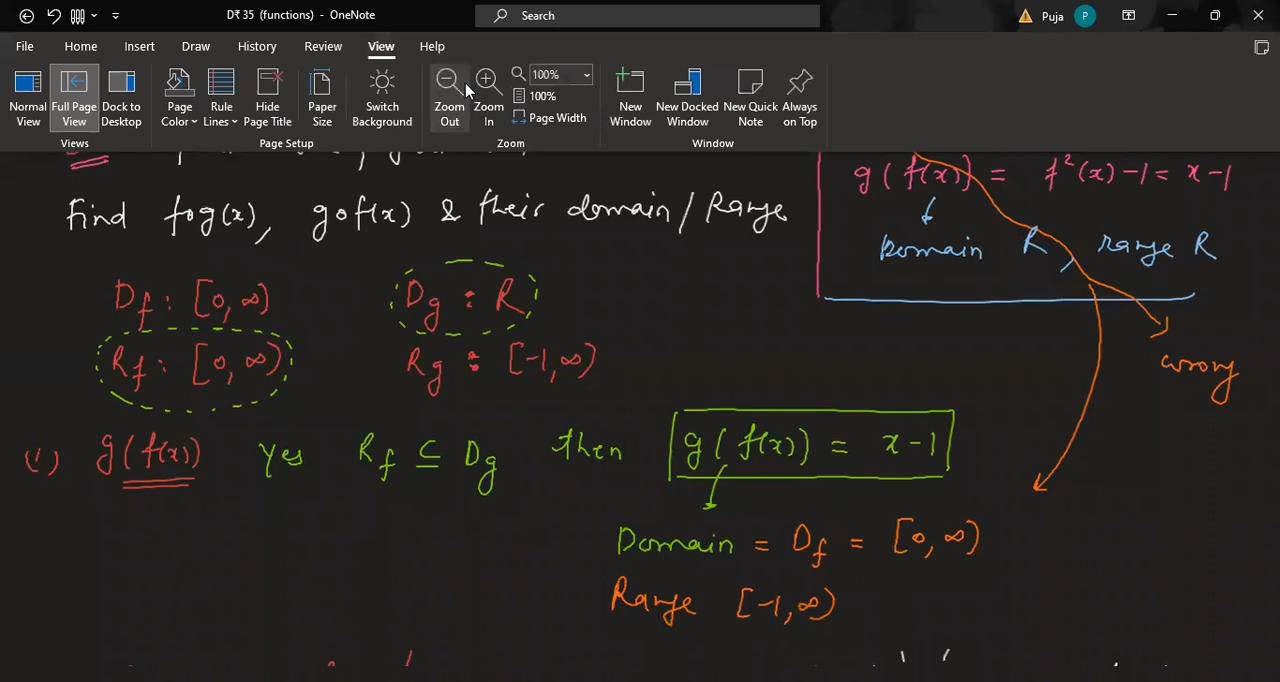 D₹ 35 (functions) - OneNote
Search
Puja
P
File Home Insert Draw History Review View Help
Normal View
Full Page View
Dock to Desktop
Page Color
Rule Lines
Hide Page Title
Paper Size
Switch Background
Zoom Out
Zoom In
100%
100%
Page Width
New Window
New Docked Window
New Quick Note
Always on Top
Views
Page Setup
Zoom
Window
g(f(x)) = f²(x)-1 = x-1
Find fog(x), gof(x) & their domain/Range
Domain R, range R
Df : [0, ∞)
Dg : R
Rf : [0, ∞)
Rg : [-1, ∞)
wrong
(1) g(f(x)) Yes Rf ⊆ Dg then g(f(x)) = x-1
Domain = Df = [0, ∞)
Range [-1, ∞)